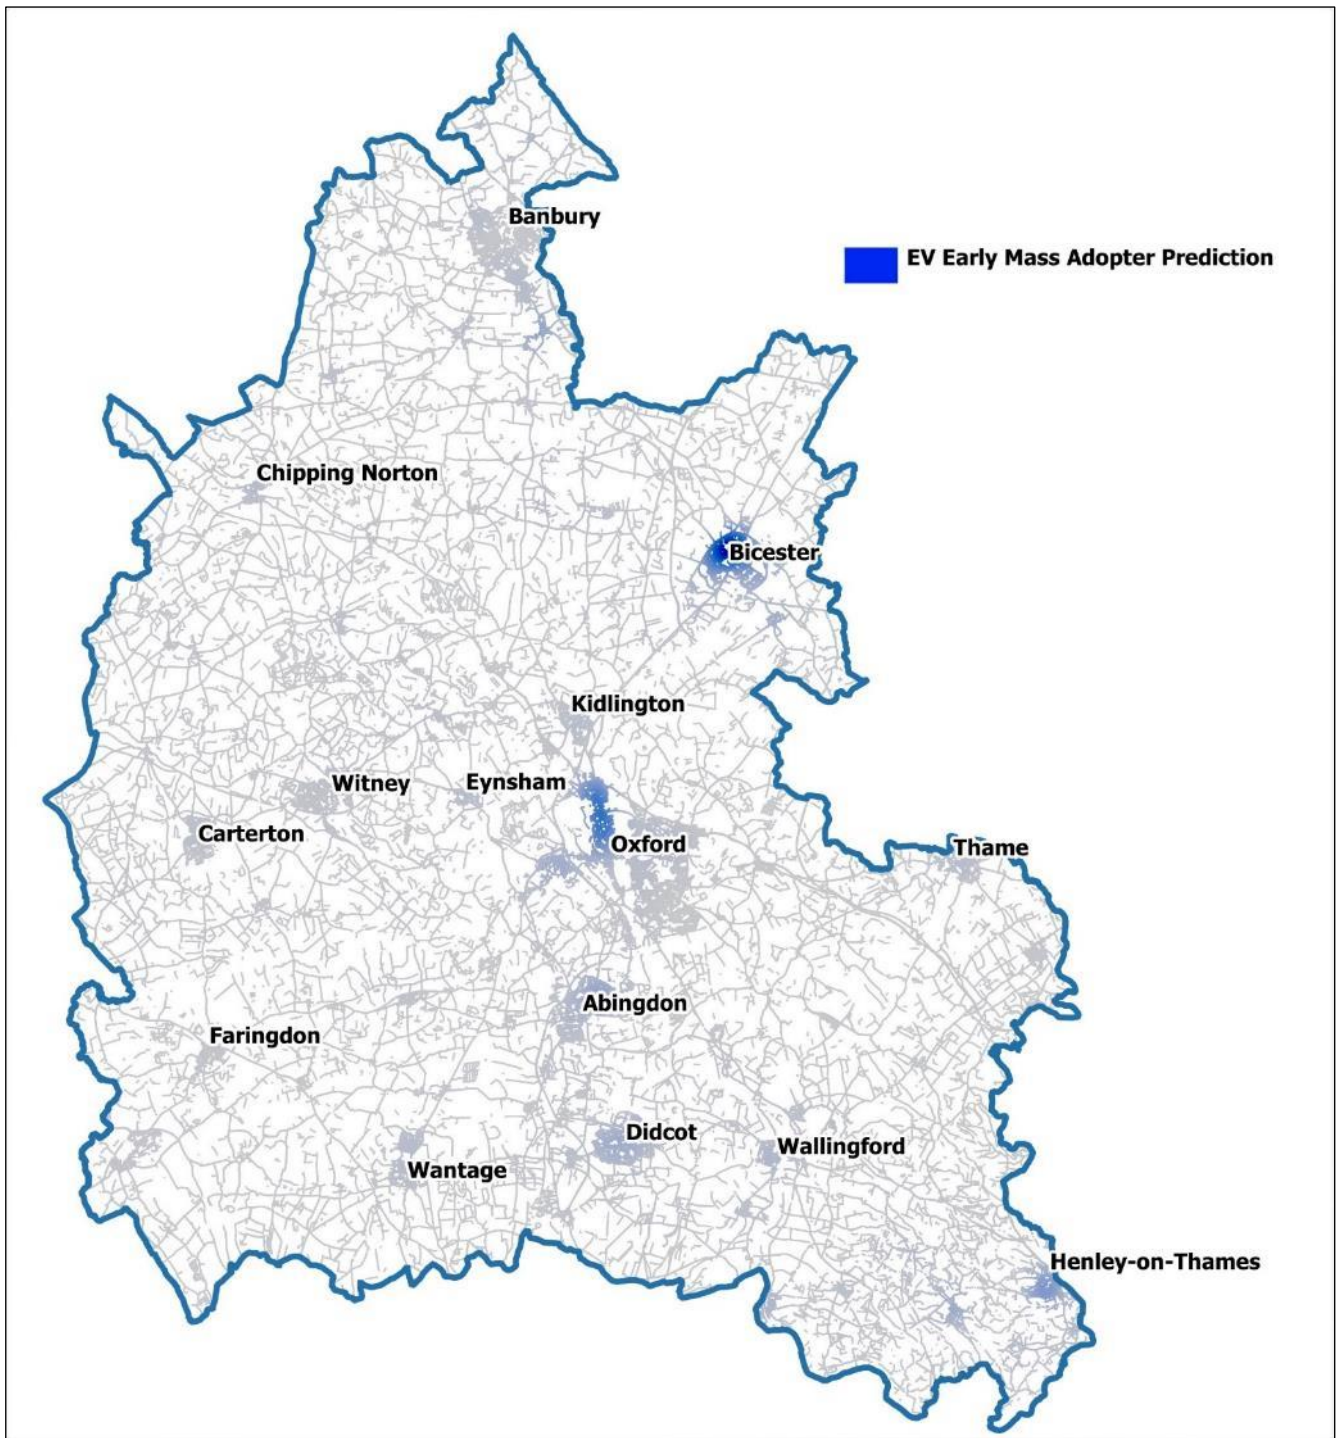 Banbury
EV Early Mass Adopter Prediction
Chipping Norton
Bicester
Kidlington
Witney
Eynsham
Carterton
Oxford
Thame
Abingdon
Faringdon
Didcot
Wallingford
Wantage
Henley-on-Thames